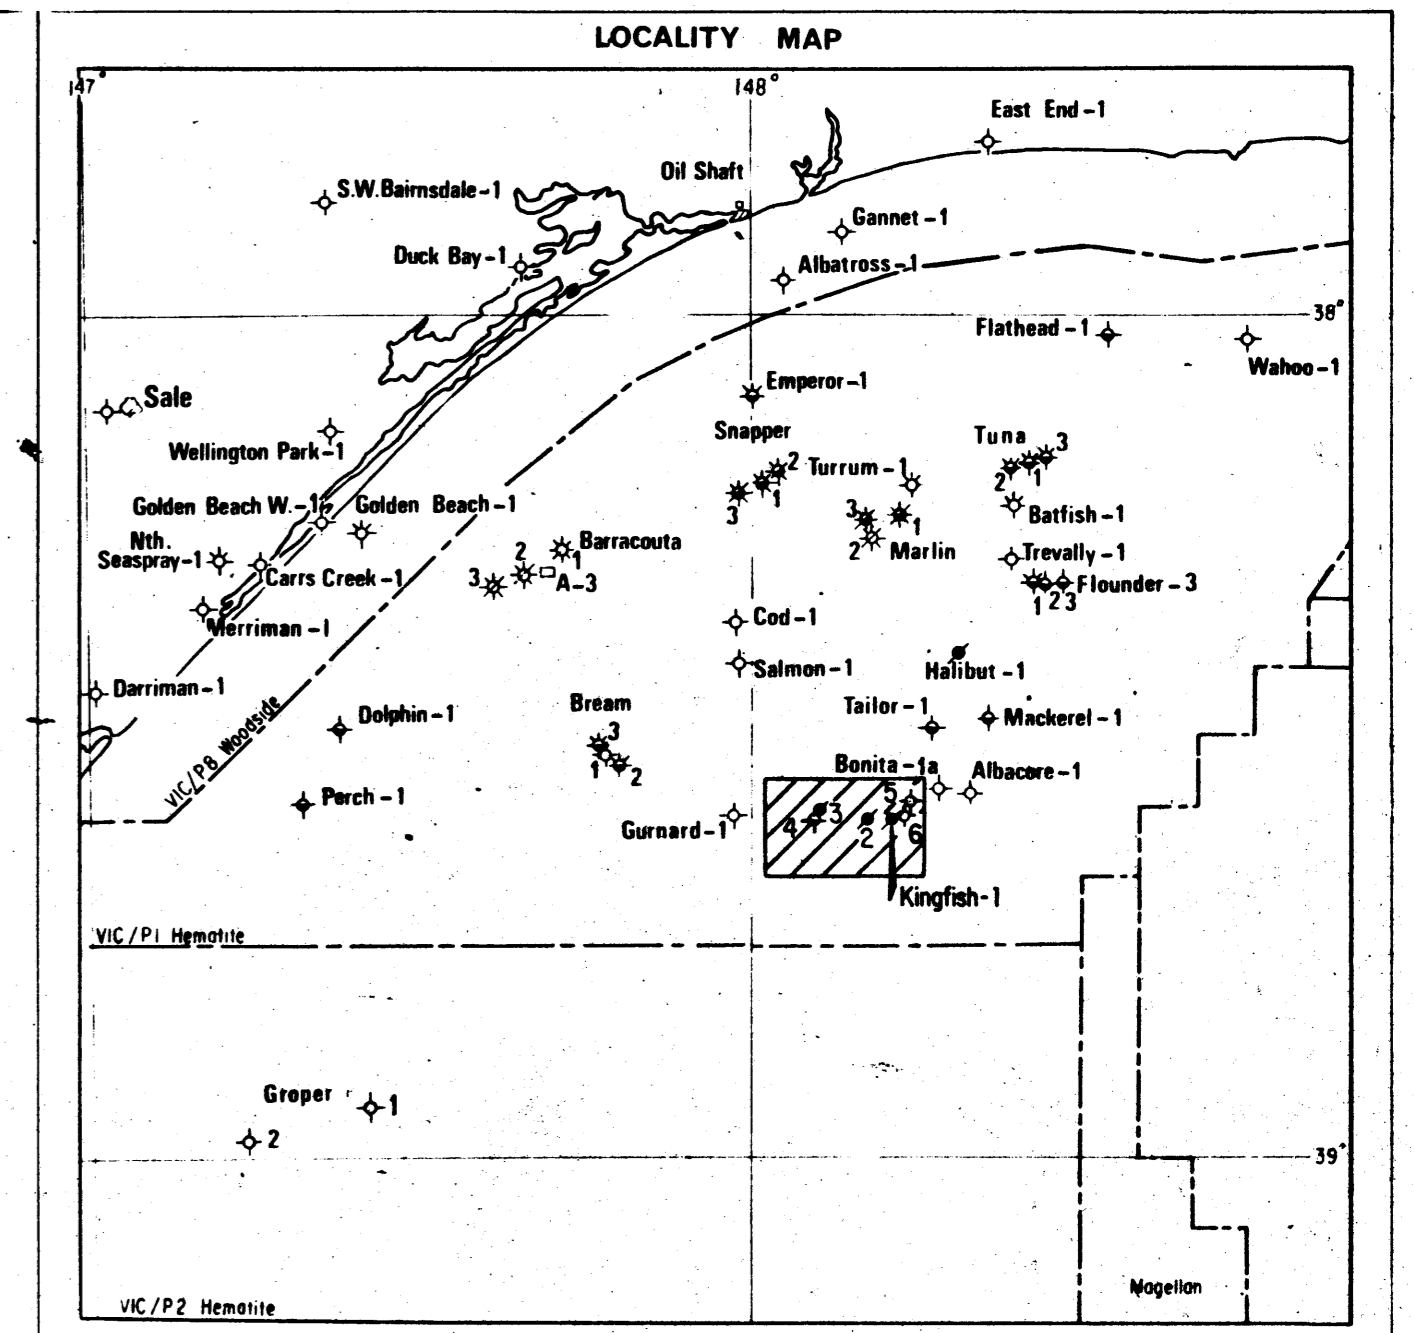 LOCALITY MAP
147°
148°
East End-1
Oil Shaft
S.W.Bairnsdale-1
Gannet-1
Duck Bay-1
Albatross-1
38°
Flathead-1
Wahoo-1
Emperor-1
Sale
Snapper
Tuna
3
Wellington Park-1
2
Turrum-1
2
1
1
3
Golden Beach W.-1
Golden Beach-1
Batfish-1
3
1
Nth.
Seaspray-1
Barracouta
2
Marlin
Trevally-1
2
1
3
A-3
Carrs Creek-1
Flounder-3
1
2
3
Merriman-1
Cod-1
Salmon-1
Halibut-1
Darriman-1
Bream
Tailor-1
Dolphin-1
Mackerel-1
3
VIC/P8 Woodside
1
2
Bonita-1a
Albacore-1
Perch-1
5
3
4
Gurnard-1
2
6
Kingfish-1
VIC/P1 Hematite
Groper
1
2
39°
Magellan
VIC/P2 Hematite